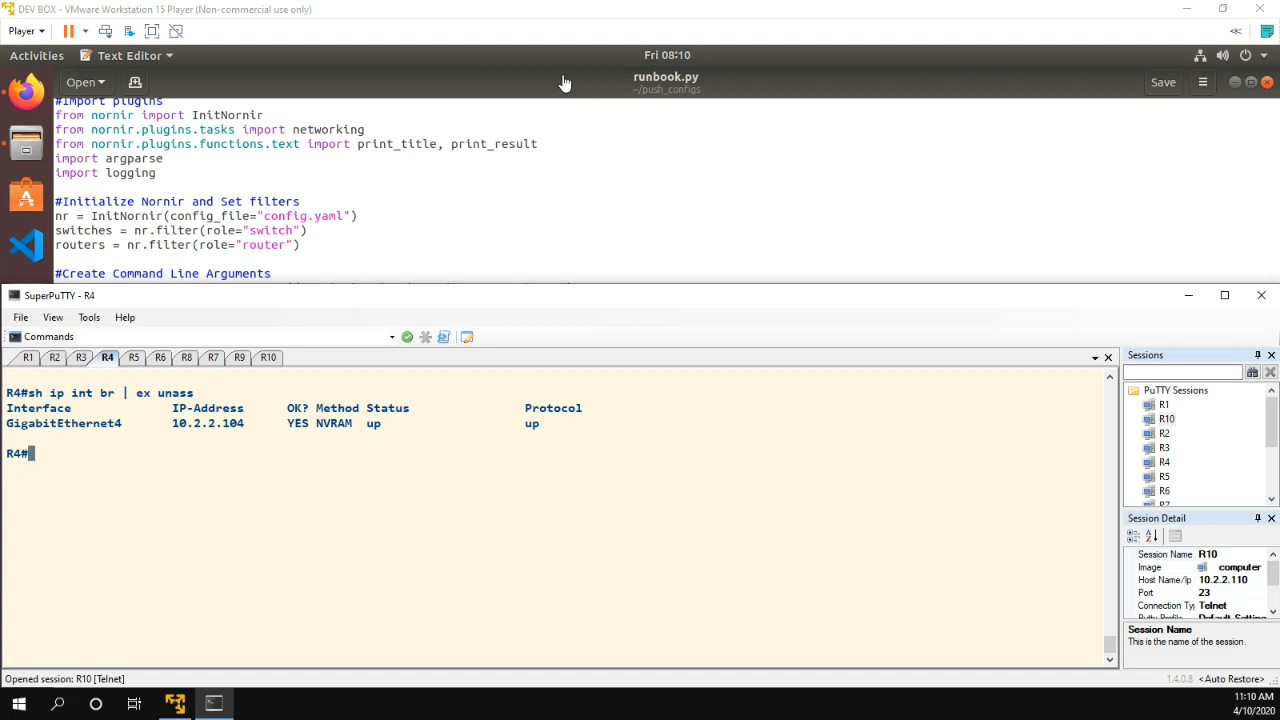 DEV BOX - VMware Workstation 15 Player (Non-commercial use only)
Player
Activities Text Editor Fri 08:10
Open runbook.py Save
~/push_configs
#Import plugins
from nornir import InitNornir
from nornir.plugins.tasks import networking
from nornir.plugins.functions.text import print_title, print_result
import argparse
import logging
#Initialize Nornir and Set filters
nr = InitNornir(config_file="config.yaml")
switches = nr.filter(role="switch")
routers = nr.filter(role="router")
#Create Command Line Arguments
SuperPuTTY - R4
File View Tools Help
Commands
R1 R2 R3 R4 R5 R6 R8 R7 R9 R10
R4#sh ip int br | ex unass
Interface IP-Address OK? Method Status Protocol
GigabitEthernet4 10.2.2.104 YES NVRAM up up
R4#
Sessions
PuTTY Sessions
R1
R10
R2
R3
R4
R5
R6
R7
Session Detail
Session Name R10
Image computer
Host Name/Ip 10.2.2.110
Port 23
Connection Ty Telnet
Putty Profile Default Setting
Session Name
This is the name of the session.
Opened session: R10 [Telnet] 1.4.0.8 <Auto Restore>
11:10 AM
4/10/2020